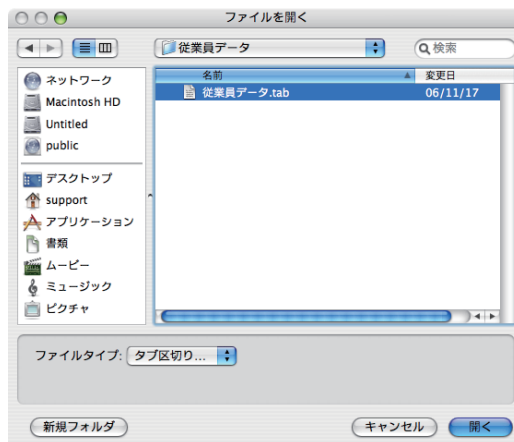 ファイルを開く
従業員データ
検索
名前 変更日
従業員データ.tab 06/11/17
ネットワーク
Macintosh HD
Untitled
public
デスクトップ
support
アプリケーション
書類
ムービー
ミュージック
ピクチャ
ファイルタイプ: タブ区切り...
新規フォルダ キャンセル 開く